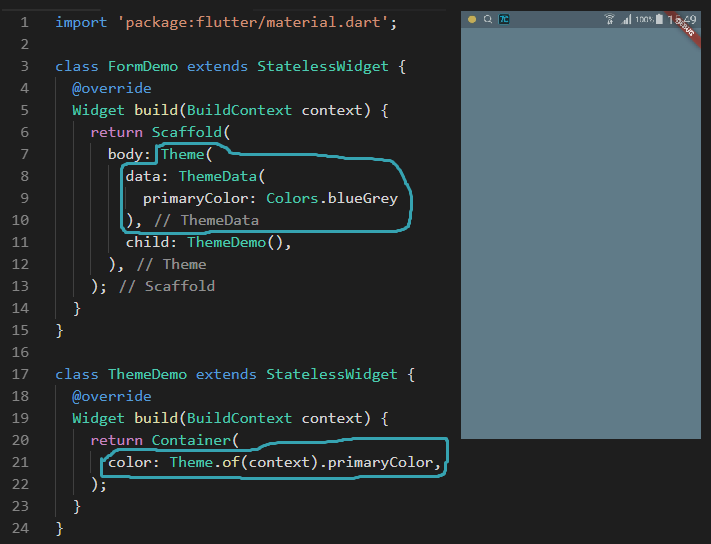 1 import 'package:flutter/material.dart';
2
3 class FormDemo extends StatelessWidget {
4 @override
5 Widget build(BuildContext context) {
6 return Scaffold(
7 body: Theme(
8 data: ThemeData(
9 primaryColor: Colors.blueGrey
10 ), // ThemeData
11 child: ThemeDemo(),
12 ), // Theme
13 ); // Scaffold
14 }
15 }
16
17 class ThemeDemo extends StatelessWidget {
18 @override
19 Widget build(BuildContext context) {
20 return Container(
21 color: Theme.of(context).primaryColor,
22 );
23 }
24 }
7C 100% 15:49
DEBUG